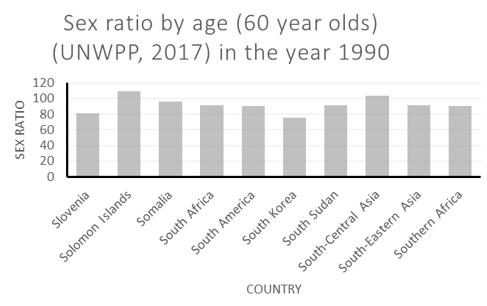 Sex ratio by age (60 year olds)
(UNWPP, 2017) in the year 1990
120
100
80
60
40
20
0
SEX RATIO
Slovenia
Solomon Islands
Somalia
South Africa
South America
South Korea
South Sudan
South-Central Asia
South-Eastern Asia
Southern Africa
COUNTRY